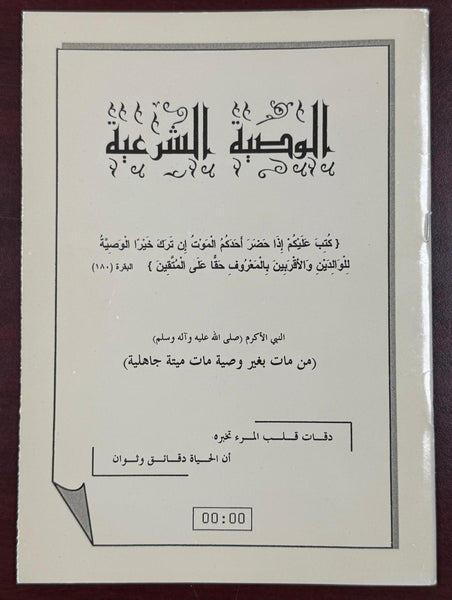 الوصية الشرعية
{ كُتِبَ عَلَيْكُمْ إِذَا حَضَرَ أَحَدَكُمُ الْمَوْتُ إِن تَرَكَ خَيْرًا الْوَصِيَّةُ
لِلْوَالِدَيْنِ وَالأَقْرَبِينَ بِالْمَعْرُوفِ حَقًّا عَلَى الْمُتَّقِينَ } البقرة (١٨٠)
النبي الأكرم (صلى الله عليه وآله وسلم)
(من مات بغير وصية مات ميتة جاهلية)
دقات قلب المرء تخبره
أن الحياة دقائق وثوان
00:00